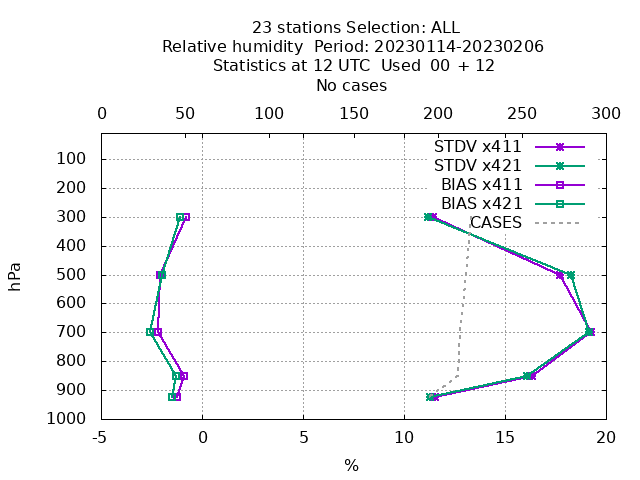 23 stations Selection: ALL
Relative humidity  Period: 20230114-20230206
Statistics at 12 UTC  Used  00 + 12
No cases
0 50 100 150 200 250 300
STDV x411
STDV x421
BIAS x411
BIAS x421
CASES
hPa
100
200
300
400
500
600
700
800
900
1000
-5 0 5 10 15 20
%